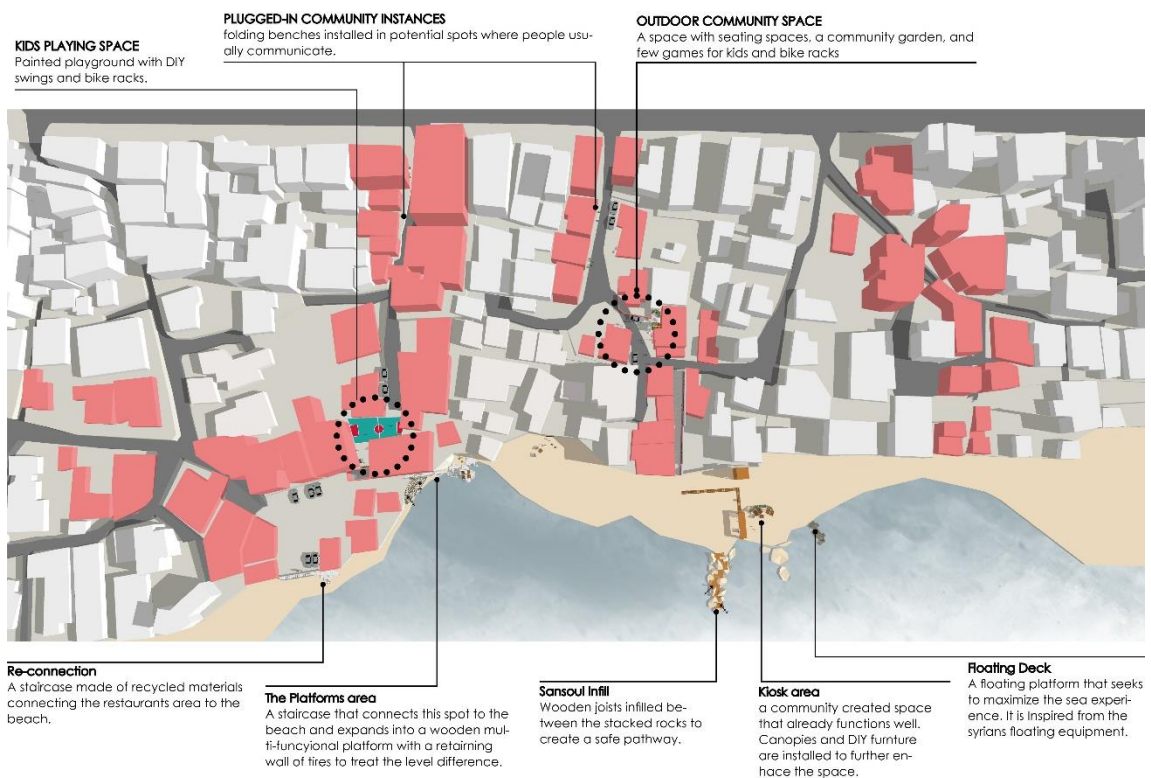 KIDS PLAYING SPACE
Painted playground with DIY
swings and bike racks.
PLUGGED-IN COMMUNITY INSTANCES
folding benches installed in potential spots where people usu-
ally communicate.
OUTDOOR COMMUNITY SPACE
A space with seating spaces, a community garden, and
few games for kids and bike racks
Re-connection
A staircase made of recycled materials
connecting the restaurants area to the
beach.
The Platforms area
A staircase that connects this spot to the
beach and expands into a wooden mul-
ti-funcyional platform with a retairning
wall of tires to treat the level difference.
Sansoul Infill
Wooden joists infilled be-
tween the stacked rocks to
create a safe pathway.
Kiosk area
a community created space
that already functions well.
Canopies and DIY furnture
are installed to further en-
hace the space.
Floating Deck
A floating platform that seeks
to maximize the sea experi-
ence. It is Inspired from the
syrians floating equipment.